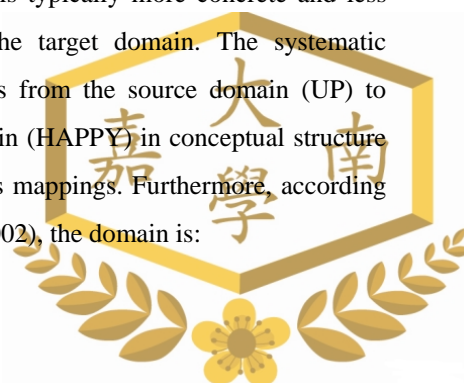 is typically more concrete and less
he target domain. The systematic
s from the source domain (UP) to
in (HAPPY) in conceptual structure
s mappings. Furthermore, according
02), the domain is:
大
嘉 南
學